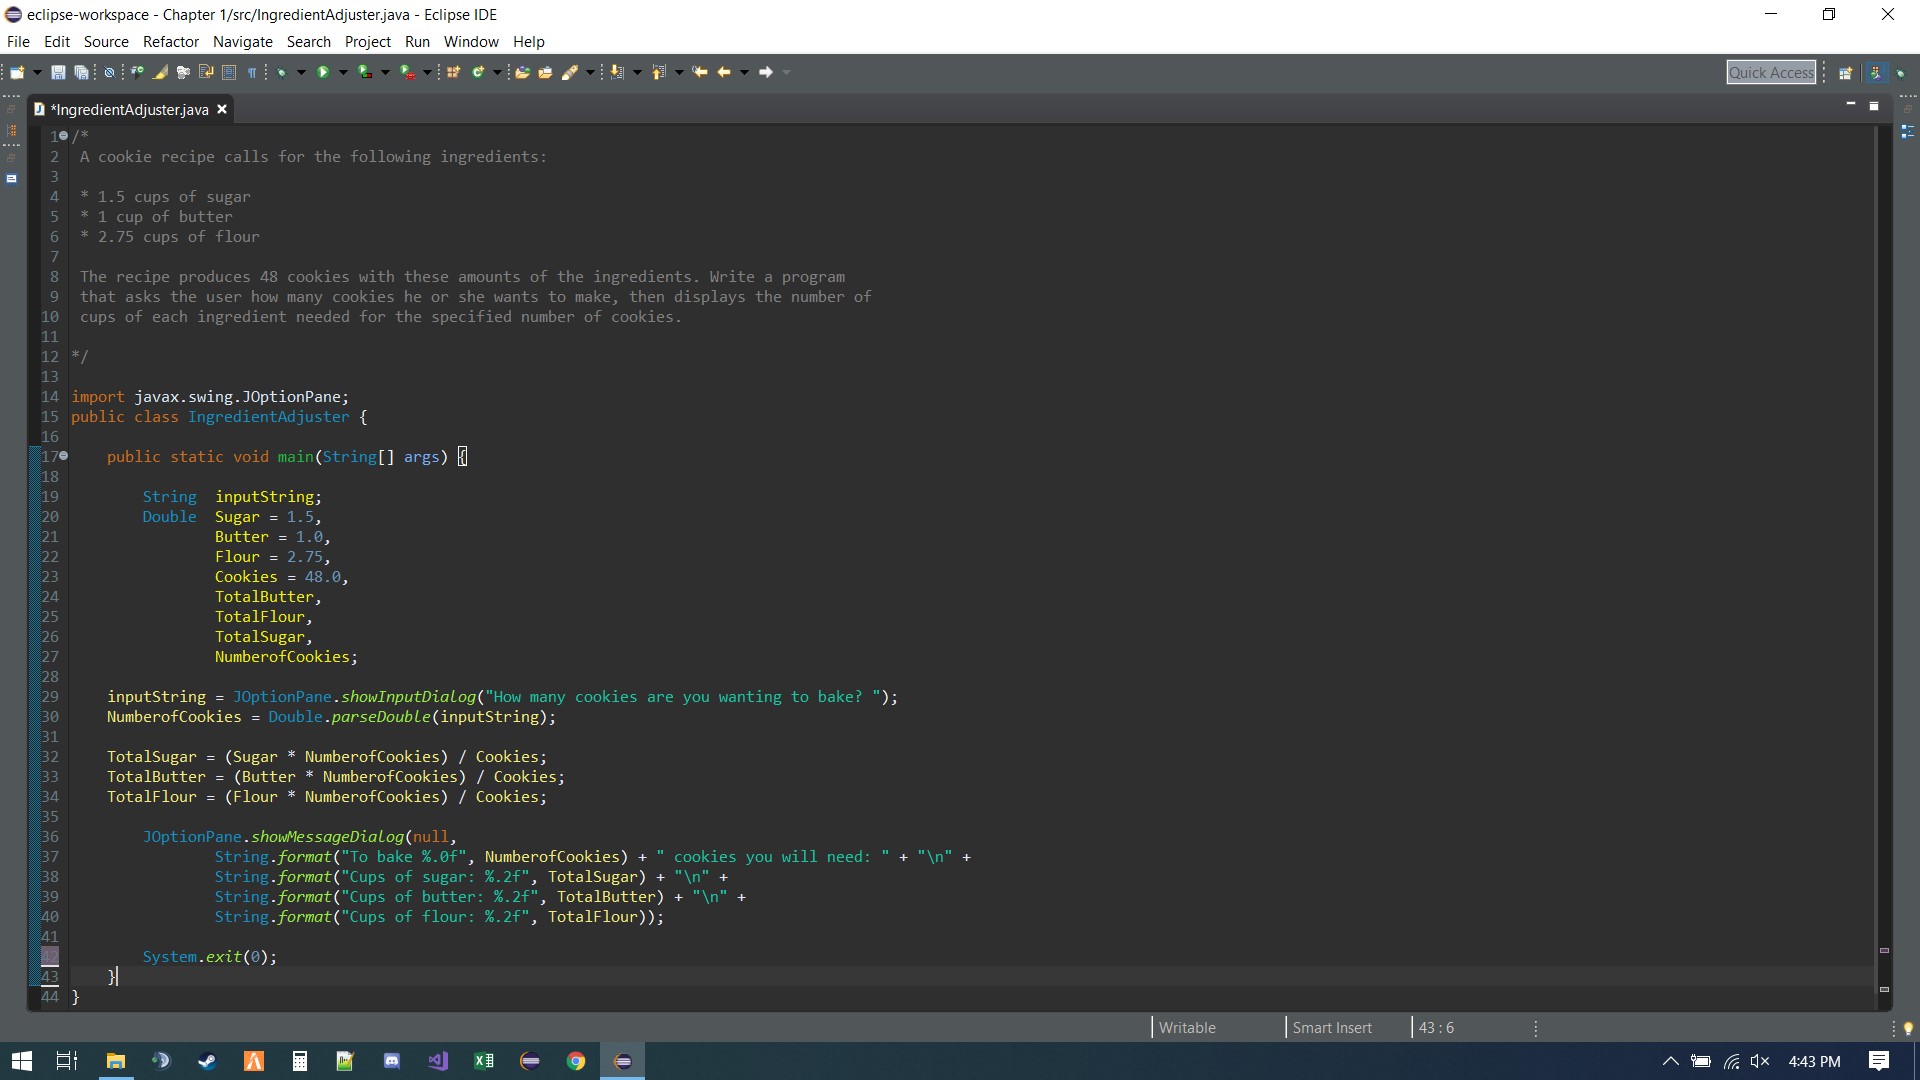 eclipse-workspace - Chapter 1/src/IngredientAdjuster.java - Eclipse IDE
File Edit Source Refactor Navigate Search Project Run Window Help
Quick Access
*IngredientAdjuster.java
1 /*
2 A cookie recipe calls for the following ingredients:
3
4 * 1.5 cups of sugar
5 * 1 cup of butter
6 * 2.75 cups of flour
7
8 The recipe produces 48 cookies with these amounts of the ingredients. Write a program
9 that asks the user how many cookies he or she wants to make, then displays the number of
10 cups of each ingredient needed for the specified number of cookies.
11
12 */
13
14 import javax.swing.JOptionPane;
15 public class IngredientAdjuster {
16
17 public static void main(String[] args) {
18
19 String inputString;
20 Double Sugar = 1.5,
21 Butter = 1.0,
22 Flour = 2.75,
23 Cookies = 48.0,
24 TotalButter,
25 TotalFlour,
26 TotalSugar,
27 NumberofCookies;
28
29 inputString = JOptionPane.showInputDialog("How many cookies are you wanting to bake? ");
30 NumberofCookies = Double.parseDouble(inputString);
31
32 TotalSugar = (Sugar * NumberofCookies) / Cookies;
33 TotalButter = (Butter * NumberofCookies) / Cookies;
34 TotalFlour = (Flour * NumberofCookies) / Cookies;
35
36 JOptionPane.showMessageDialog(null,
37 String.format("To bake %.0f", NumberofCookies) + " cookies you will need: " + "\n" +
38 String.format("Cups of sugar: %.2f", TotalSugar) + "\n" +
39 String.format("Cups of butter: %.2f", TotalButter) + "\n" +
40 String.format("Cups of flour: %.2f", TotalFlour));
41
42 System.exit(0);
43 }
44 }
Writable Smart Insert 43 : 6
4:43 PM